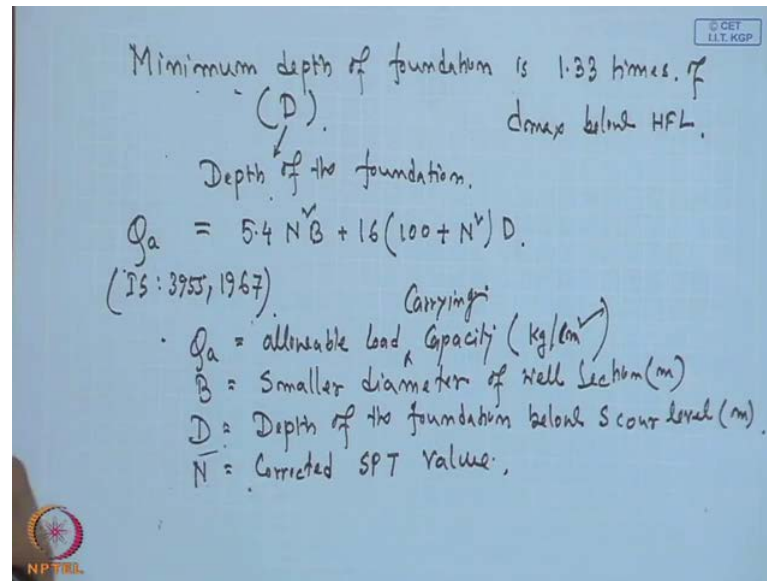 © CET
I.I.T. KGP
Minimum depth of foundation is 1.33 times of
(D) dmax below HFL.
Depth of the foundation.
Qa = 5.4 N²B + 16(100 + N²) D.
(IS: 3955, 1967)
Qa = allowable load Carrying Capacity (kg/cm²)
B = Smaller diameter of well section (m)
D = Depth of the foundation below Scour level (m).
N = Corrected SPT value.
NPTEL